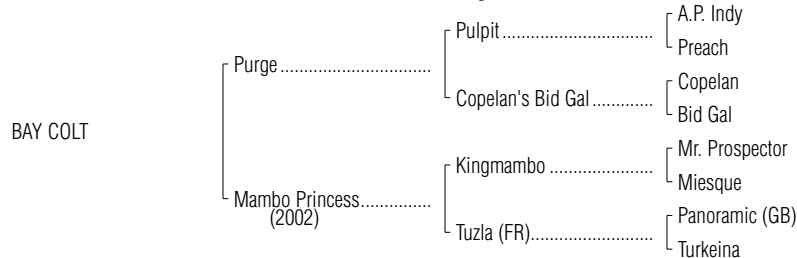 A.P. Indy
Pulpit
Preach
Purge
Copelan
Copelan's Bid Gal
Bid Gal
BAY COLT
Mr. Prospector
Kingmambo
Miesque
Mambo Princess
(2002)
Panoramic (GB)
Tuzla (FR)
Turkeina